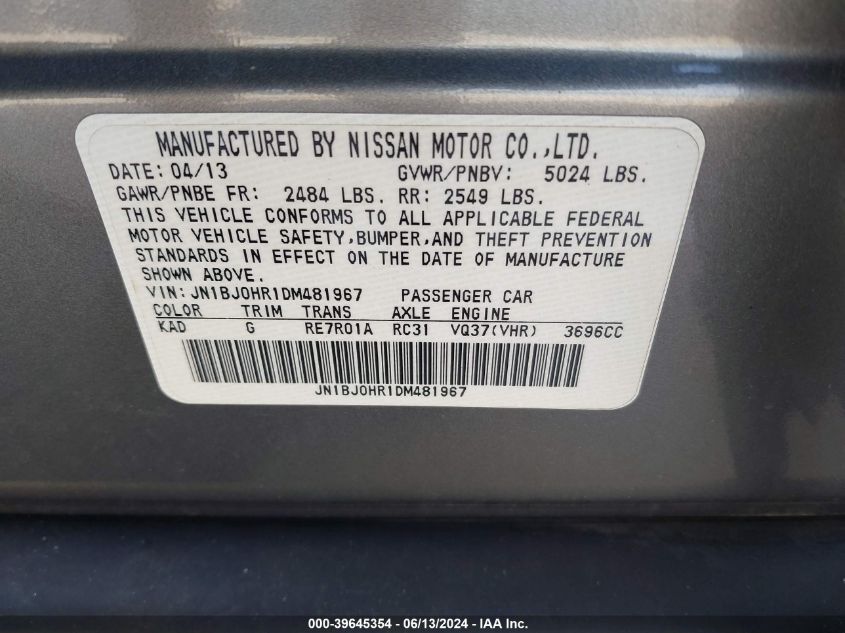 MANUFACTURED BY NISSAN MOTOR CO.,LTD.
DATE: 04/13 GVWR/PNBV: 5024 LBS.
GAWR/PNBE FR: 2484 LBS. RR: 2549 LBS.
THIS VEHICLE CONFORMS TO ALL APPLICABLE FEDERAL
MOTOR VEHICLE SAFETY,BUMPER,AND THEFT PREVENTION
STANDARDS IN EFFECT ON THE DATE OF MANUFACTURE
SHOWN ABOVE.
VIN: JN1BJ0HR1DM481967 PASSENGER CAR
COLOR TRIM TRANS AXLE ENGINE
KAD G RE7R01A RC31 VQ37(VHR) 3696CC
JN1BJ0HR1DM481967
000-39645354 / 06/13/2024 - IAA Inc.